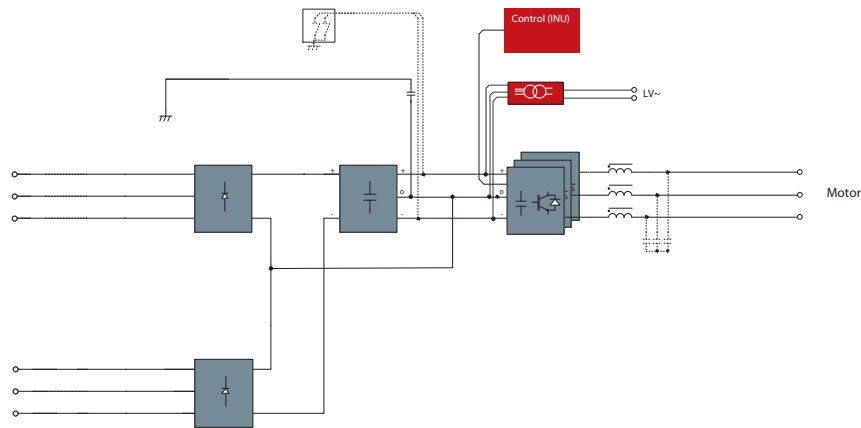 Control (INU)
LV~
+
+
+
o
o
-
-
-
Motor